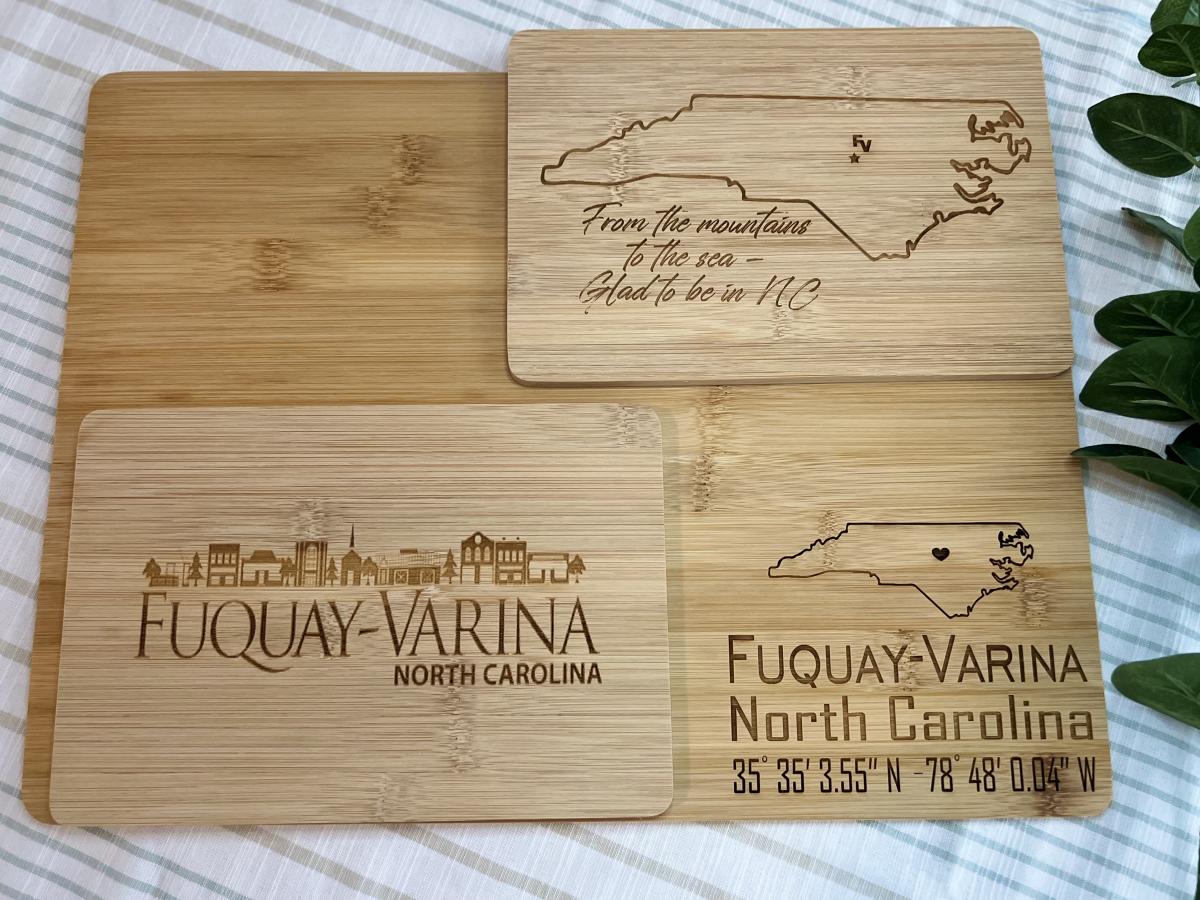 FV
From the mountains
to the sea –
Glad to be in NC
FUQUAY-VARINA
NORTH CAROLINA
FUQUAY-VARINA
North Carolina
35° 35' 3.55" N -78° 48' 0.04" W